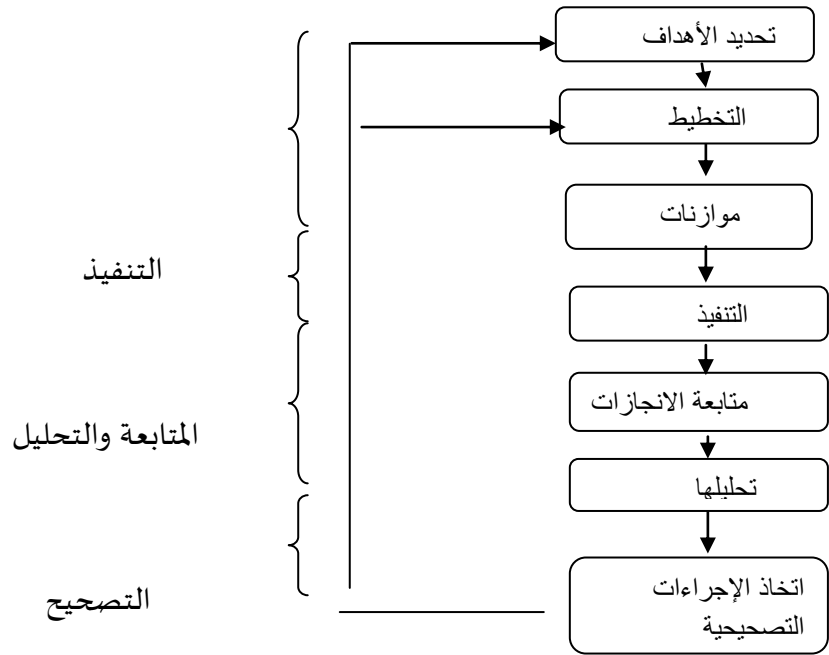 تحديد الأهداف
التخطيط
موازنات
التنفيذ
متابعة الانجازات
تحليلها
اتخاذ الإجراءات
التصحيحية
التنفيذ
المتابعة والتحليل
التصحيح